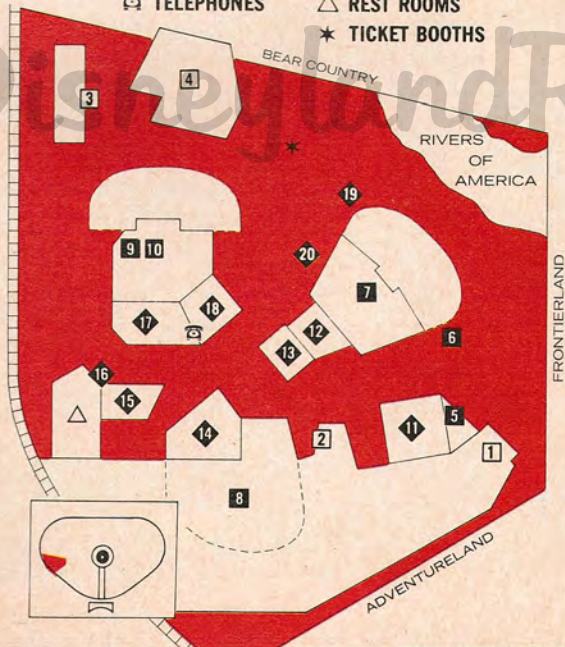 TELEPHONES
REST ROOMS
TICKET BOOTHS
DisneylandR
BEAR COUNTRY
RIVERS
OF
AMERICA
FRONTIERLAND
3
4
19
9 10
20
7
18
17
12
6
13
16
15
14
2
11
5
1
8
ADVENTURELAND